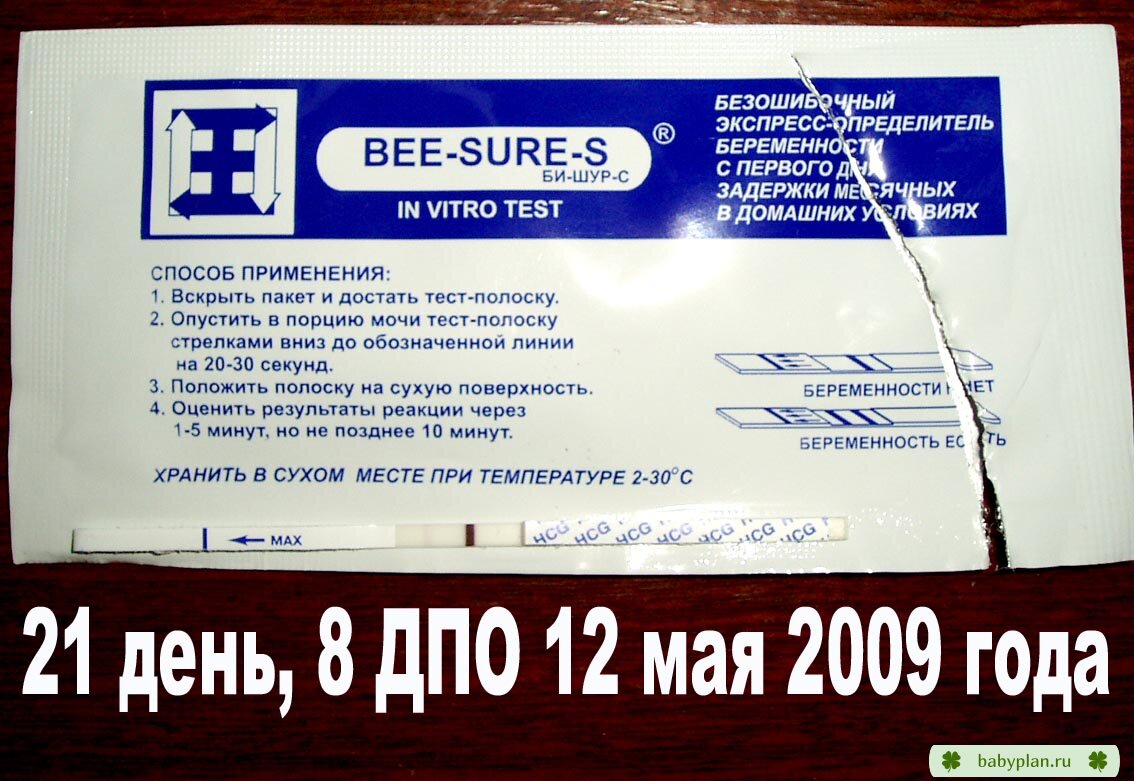 BEE-SURE-S
®
БИ-ШУР-С
IN VITRO TEST
БЕЗОШИБОЧНЫЙ
ЭКСПРЕСС-ОПРЕДЕЛИТЕЛЬ
БЕРЕМЕННОСТИ
С ПЕРВОГО ДНЯ
ЗАДЕРЖКИ МЕСЯЧНЫХ
В ДОМАШНИХ УСЛОВИЯХ
СПОСОБ ПРИМЕНЕНИЯ:
1. Вскрыть пакет и достать тест-полоску.
2. Опустить в порцию мочи тест-полоску
стрелками вниз до обозначенной линии
на 20-30 секунд.
3. Положить полоску на сухую поверхность.
4. Оценить результаты реакции через
1-5 минут, но не позднее 10 минут.
БЕРЕМЕННОСТИ НЕТ
БЕРЕМЕННОСТЬ ЕСТЬ
ХРАНИТЬ В СУХОМ МЕСТЕ ПРИ ТЕМПЕРАТУРЕ 2-30°С
MAX HCG HCG HCG HCG HCG HCG HCG
21 день, 8 ДПО 12 мая 2009 года
babyplan.ru